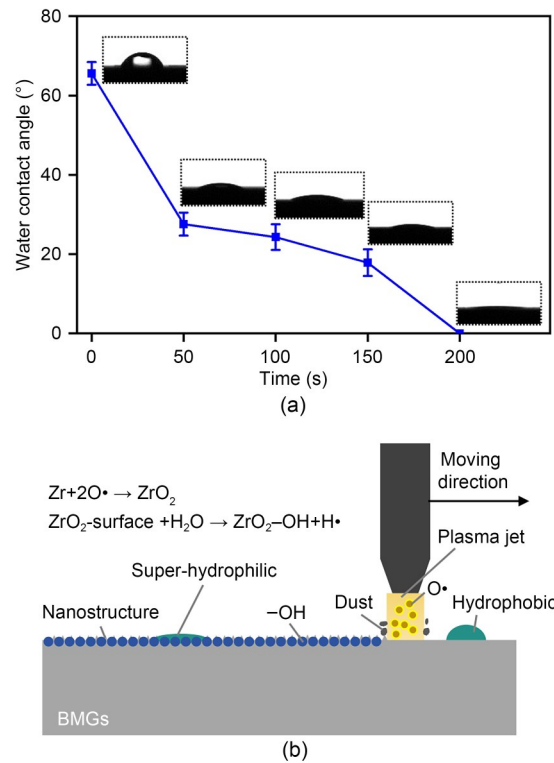 80
60
40
20
0
Water contact angle (°)
0 50 100 150 200
Time (s)
(a)
Zr+2O• → ZrO₂
ZrO₂-surface +H₂O → ZrO₂–OH+H•
Moving
direction
Plasma jet
Super-hydrophilic
O•
Nanostructure
–OH
Dust
Hydrophobic
BMGs
(b)